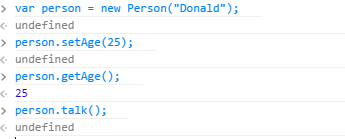 > var person = new Person("Donald");
< undefined
> person.setAge(25);
< undefined
> person.getAge();
< 25
> person.talk();
< undefined